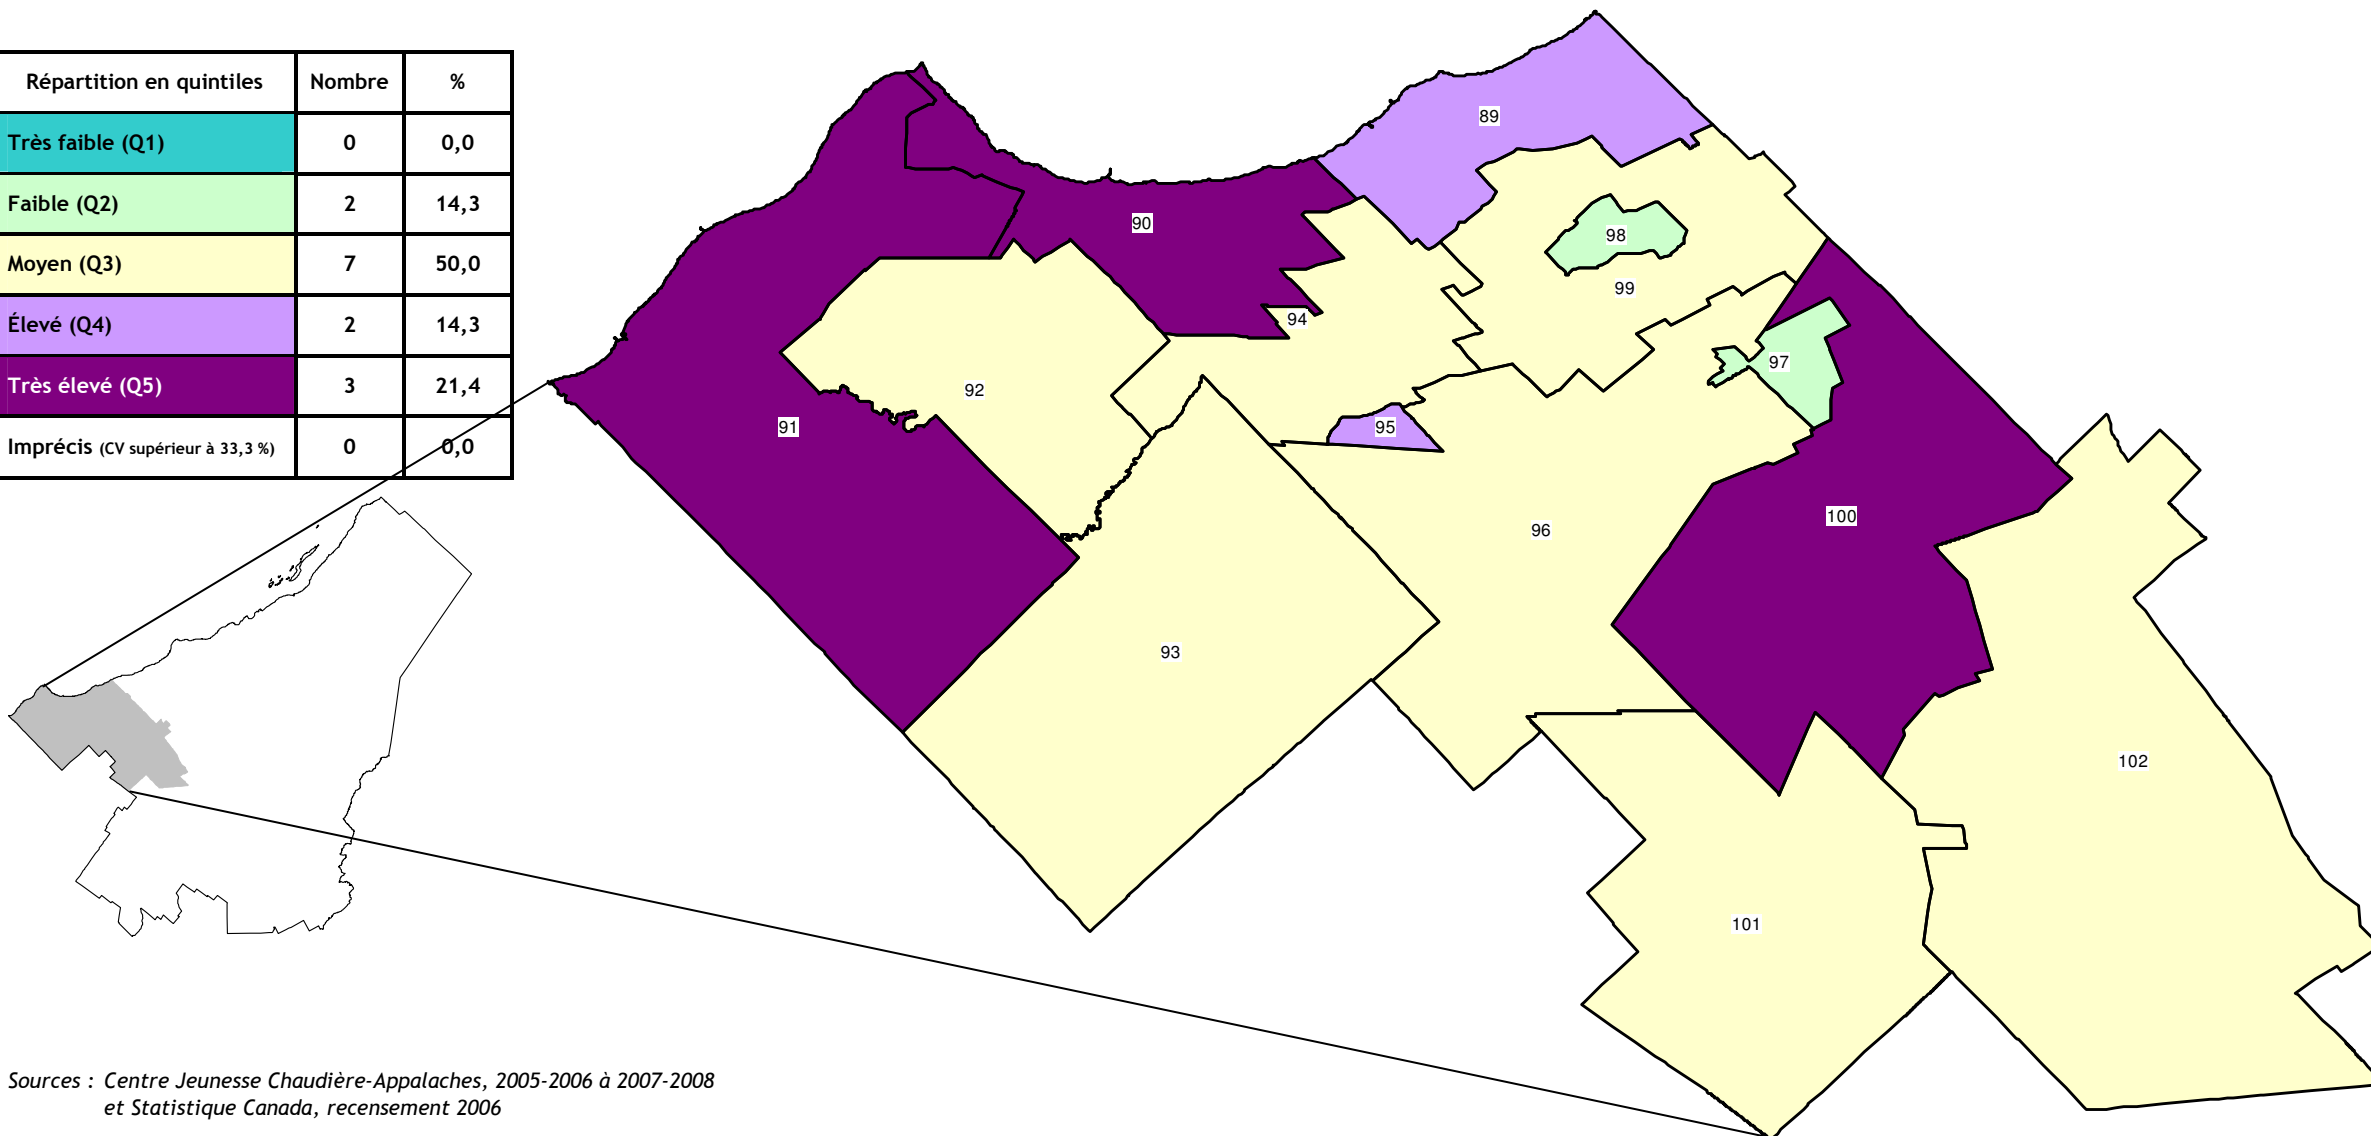 Répartition en quintiles Nombre %
Très faible (Q1) 0 0,0
Faible (Q2) 2 14,3
Moyen (Q3) 7 50,0
Élevé (Q4) 2 14,3
Très élevé (Q5) 3 21,4
Imprécis (CV supérieur à 33,3 %) 0 0,0
89
90
98
99
94
97
92
91
95
100
96
93
102
101
Sources : Centre Jeunesse Chaudière-Appalaches, 2005-2006 à 2007-2008
et Statistique Canada, recensement 2006